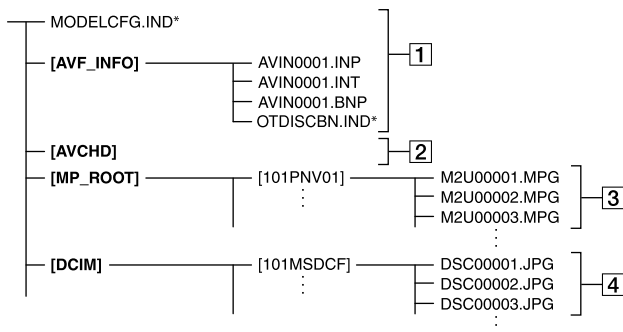 MODELCFG.IND*
1
[AVF_INFO] AVIN0001.INP
AVIN0001.INT
AVIN0001.BNP
OTDISCBN.IND*
[AVCHD] 2
[MP_ROOT] [101PNV01] M2U00001.MPG
M2U00002.MPG 3
M2U00003.MPG
[DCIM] [101MSDCF] DSC00001.JPG
DSC00002.JPG 4
DSC00003.JPG